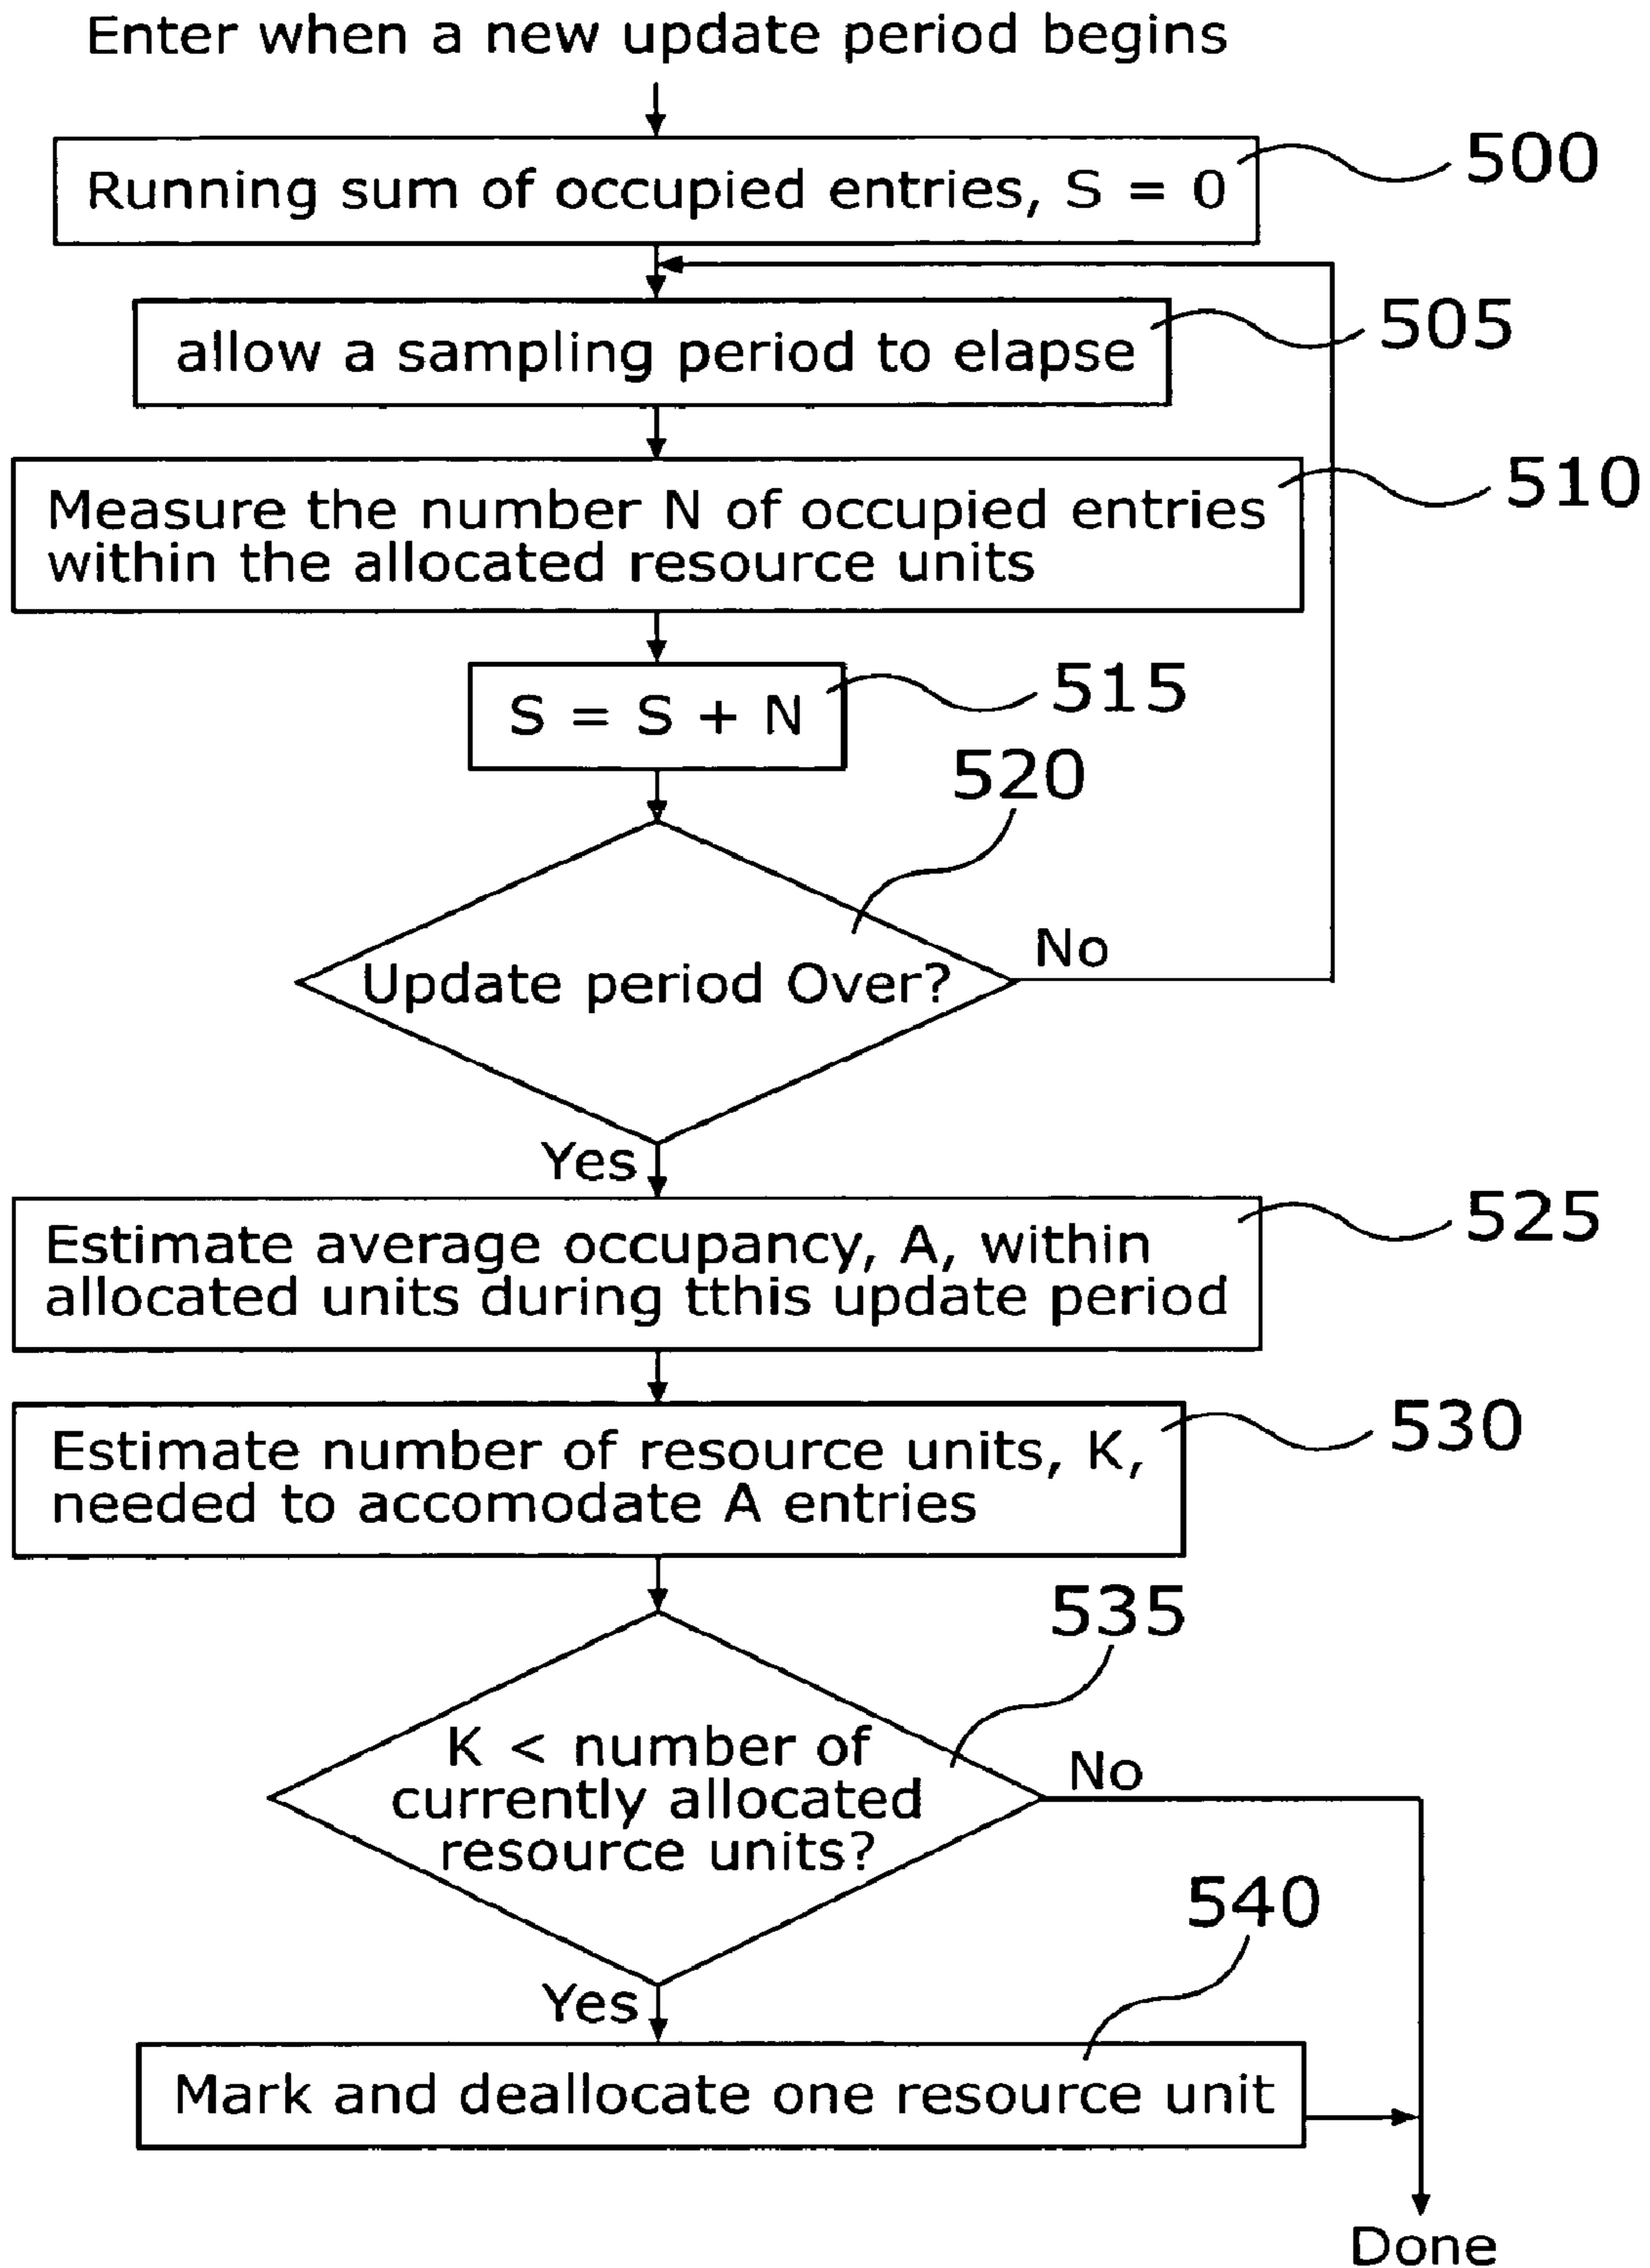 Enter when a new update period begins
Running sum of occupied entries, S = 0
500
allow a sampling period to elapse
505
Measure the number N of occupied entries
within the allocated resource units
510
S = S + N
515
520
Update period Over?
No
Yes
Estimate average occupancy, A, within
allocated units during tthis update period
525
Estimate number of resource units, K,
needed to accomodate A entries
530
535
K < number of
currently allocated
resource units?
No
Yes
540
Mark and deallocate one resource unit
Done